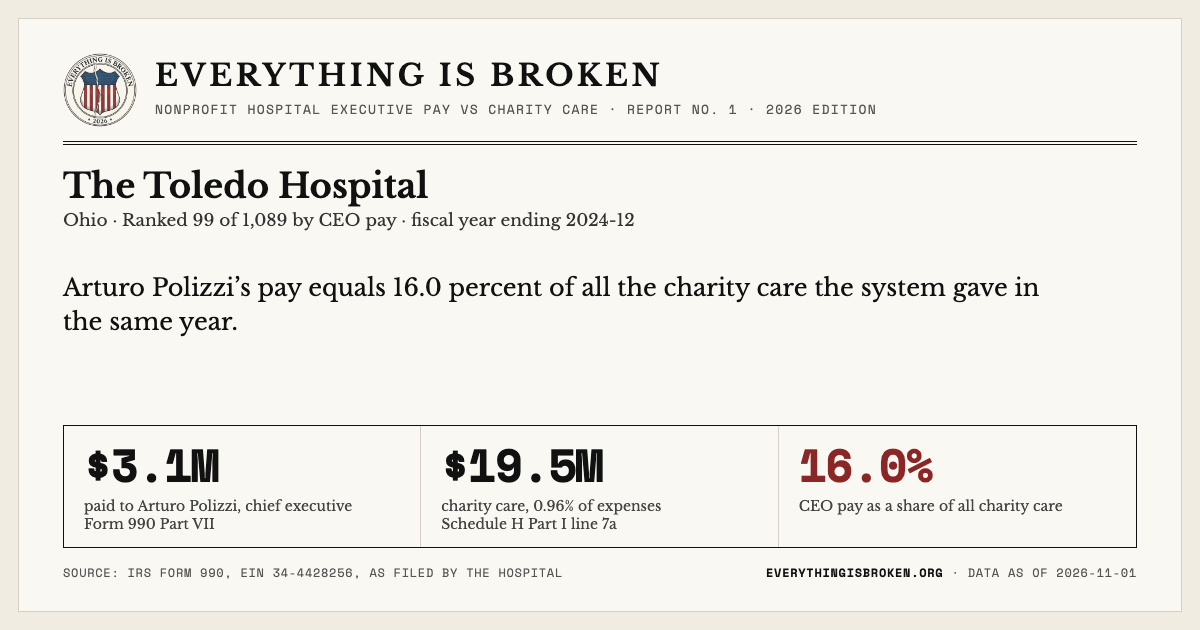 EVERYTHING IS BROKEN
2026
EVERYTHING IS BROKEN
NONPROFIT HOSPITAL EXECUTIVE PAY VS CHARITY CARE · REPORT NO. 1 · 2026 EDITION
The Toledo Hospital
Ohio · Ranked 99 of 1,089 by CEO pay · fiscal year ending 2024-12
Arturo Polizzi’s pay equals 16.0 percent of all the charity care the system gave in
the same year.
$3.1M
paid to Arturo Polizzi, chief executive
Form 990 Part VII
$19.5M
charity care, 0.96% of expenses
Schedule H Part I line 7a
16.0%
CEO pay as a share of all charity care
SOURCE: IRS FORM 990, EIN 34-4428256, AS FILED BY THE HOSPITAL
EVERYTHINGISBROKEN.ORG · DATA AS OF 2026-11-01